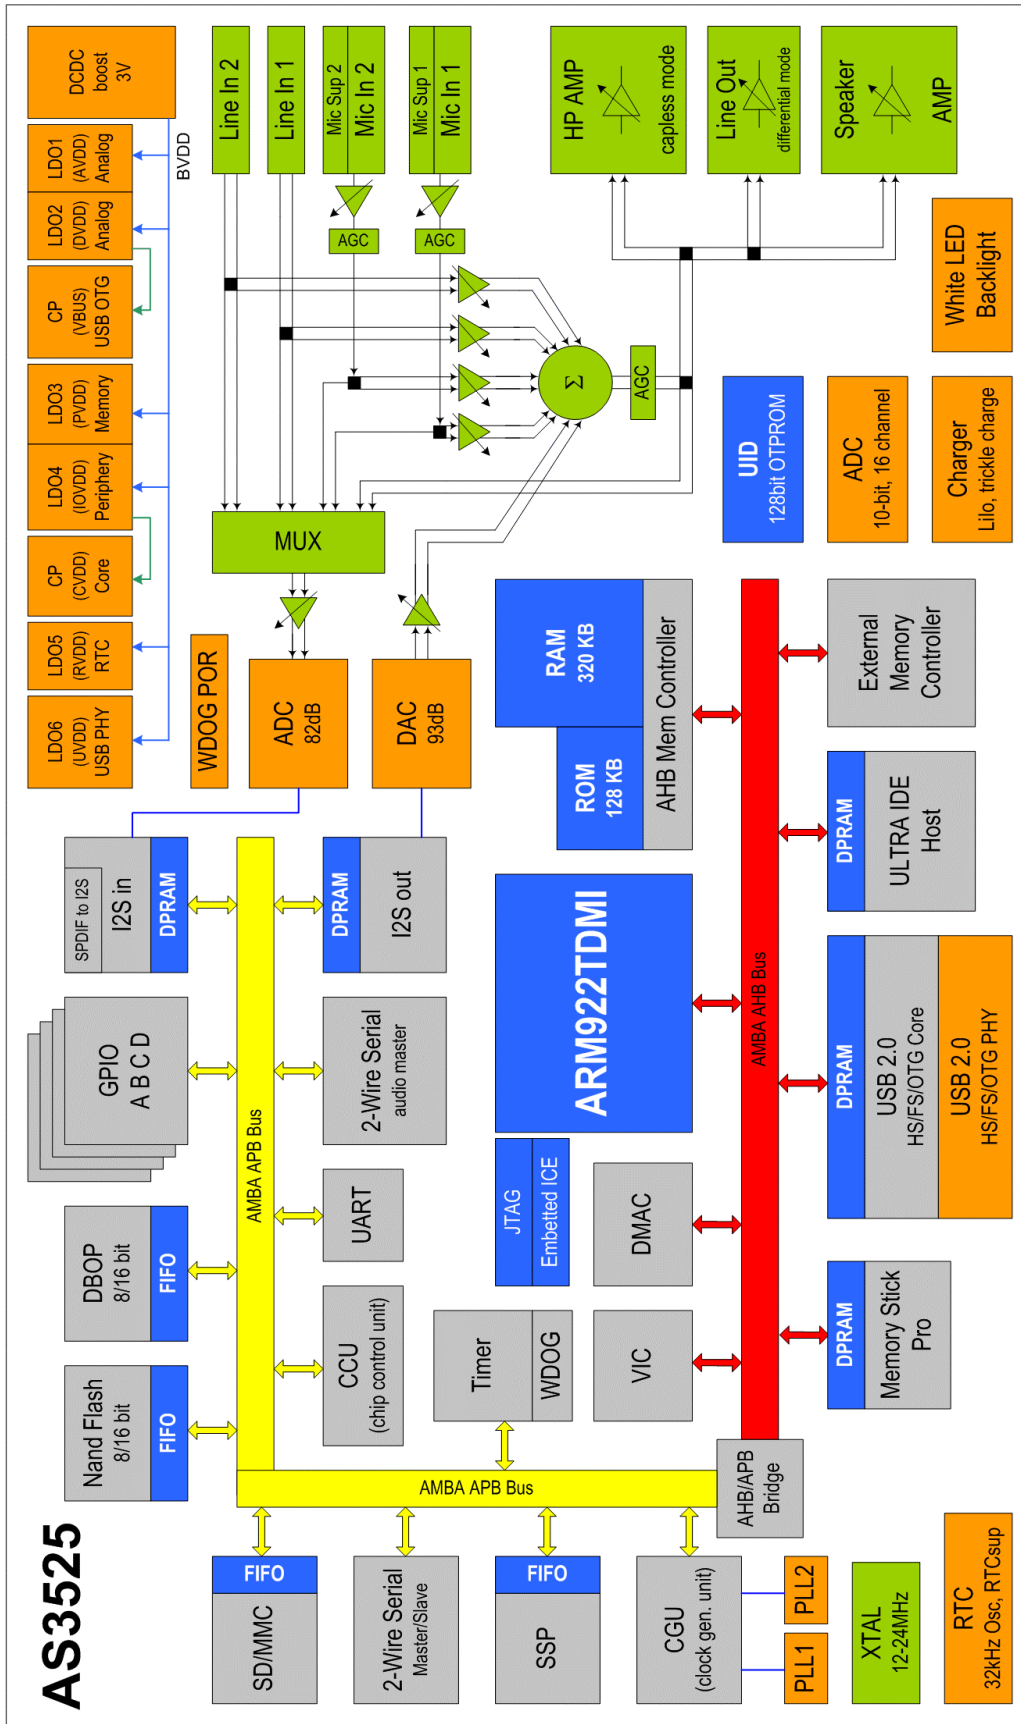 DCDC
boost
3V
LDO1
(AVDD)
Analog
LDO2
(DVDD)
Analog
CP
(VBUS)
USB OTG
LDO3
(PVDD)
Memory
LDO4
(IOVDD)
Periphery
CP
(CVDD)
Core
LDO5
(RVDD)
RTC
LDO6
(UVDD)
USB PHY
BVDD
Line In 2
Line In 1
Mic Sup 2
Mic In 2
Mic Sup 1
Mic In 1
AGC
AGC
HP AMP
capless mode
Line Out
differential mode
Speaker
AMP
White LED
Backlight
Σ
AGC
UID
128bit OTPROM
ADC
10-bit, 16 channel
Charger
Lilo, trickle charge
MUX
WDOG POR
ADC
82dB
DAC
93dB
RAM
320 KB
ROM
128 KB
AHB Mem Controller
External
Memory
Controller
DPRAM
ULTRA IDE
Host
SPDIF to I2S
I2S in
DPRAM
DPRAM
I2S out
GPIO
A B C D
2-Wire Serial
audio master
AMBA APB Bus
ARM922TDMI
AMBA AHB Bus
DPRAM
USB 2.0
HS/FS/OTG Core
USB 2.0
HS/FS/OTG PHY
JTAG
Embetted ICE
DMAC
UART
DBOP
8/16 bit
FIFO
CCU
(chip control unit)
Timer
WDOG
VIC
DPRAM
Memory Stick
Pro
Nand Flash
8/16 bit
FIFO
AMBA APB Bus
AHB/APB
Bridge
AS3525
FIFO
SD/MMC
2-Wire Serial
Master/Slave
FIFO
SSP
CGU
(clock gen. unit)
PLL2
PLL1
XTAL
12-24MHz
RTC
32kHz Osc, RTCsup